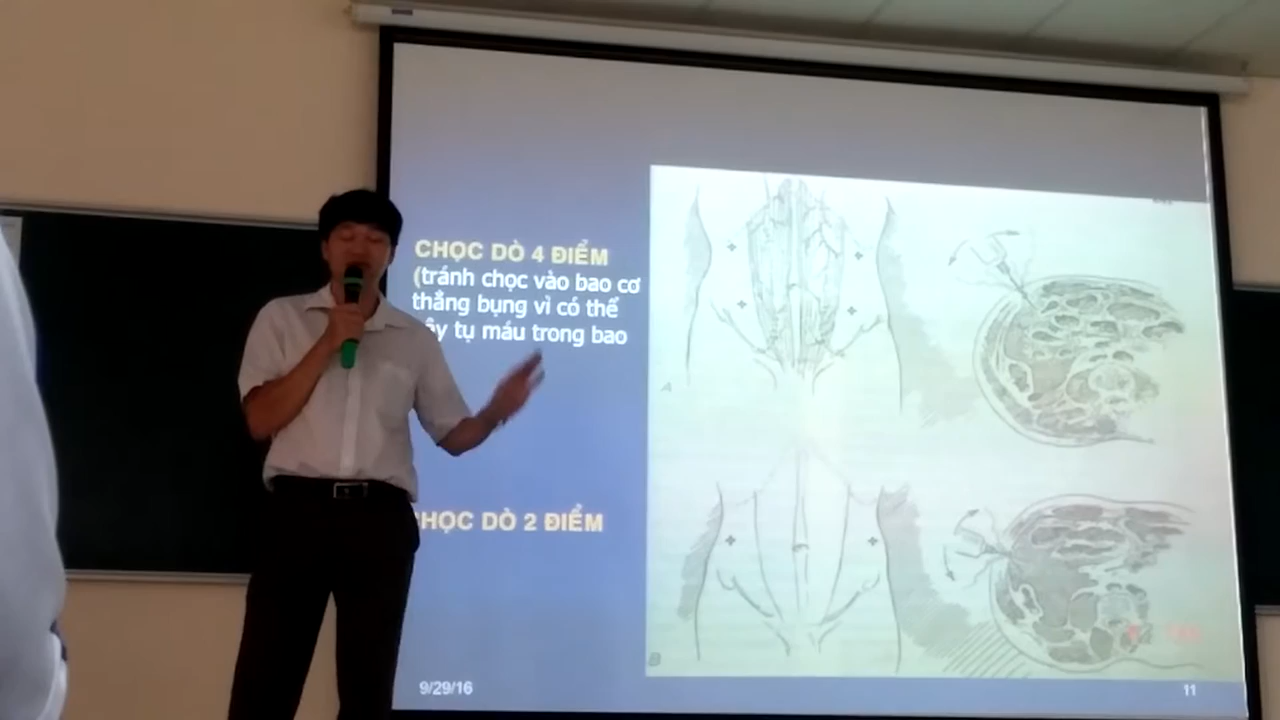 CHỌC DÒ 4 ĐIỂM
(tránh chọc vào bao cơ
thẳng bụng vì có thể
tụ máu trong bao
DÒ 2 ĐIỂM
A
B
9/29/16
11